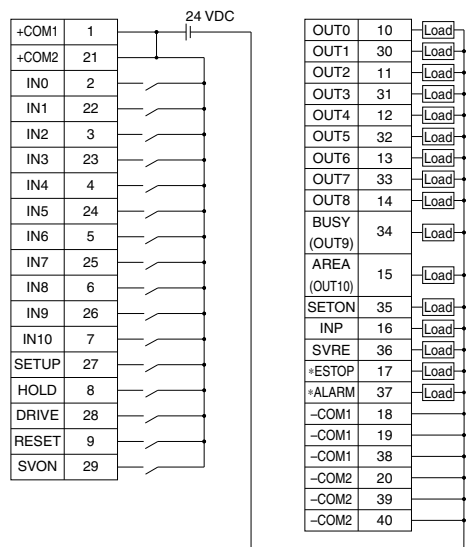 24 VDC
+COM1 1
+COM2 21
IN0 2
IN1 22
IN2 3
IN3 23
IN4 4
IN5 24
IN6 5
IN7 25
IN8 6
IN9 26
IN10 7
SETUP 27
HOLD 8
DRIVE 28
RESET 9
SVON 29
OUT0 10 Load
OUT1 30 Load
OUT2 11 Load
OUT3 31 Load
OUT4 12 Load
OUT5 32 Load
OUT6 13 Load
OUT7 33 Load
OUT8 14 Load
BUSY
(OUT9) 34 Load
AREA
(OUT10) 15 Load
SETON 35 Load
INP 16 Load
SVRE 36 Load
*ESTOP 17 Load
*ALARM 37 Load
–COM1 18
–COM1 19
–COM1 38
–COM2 20
–COM2 39
–COM2 40